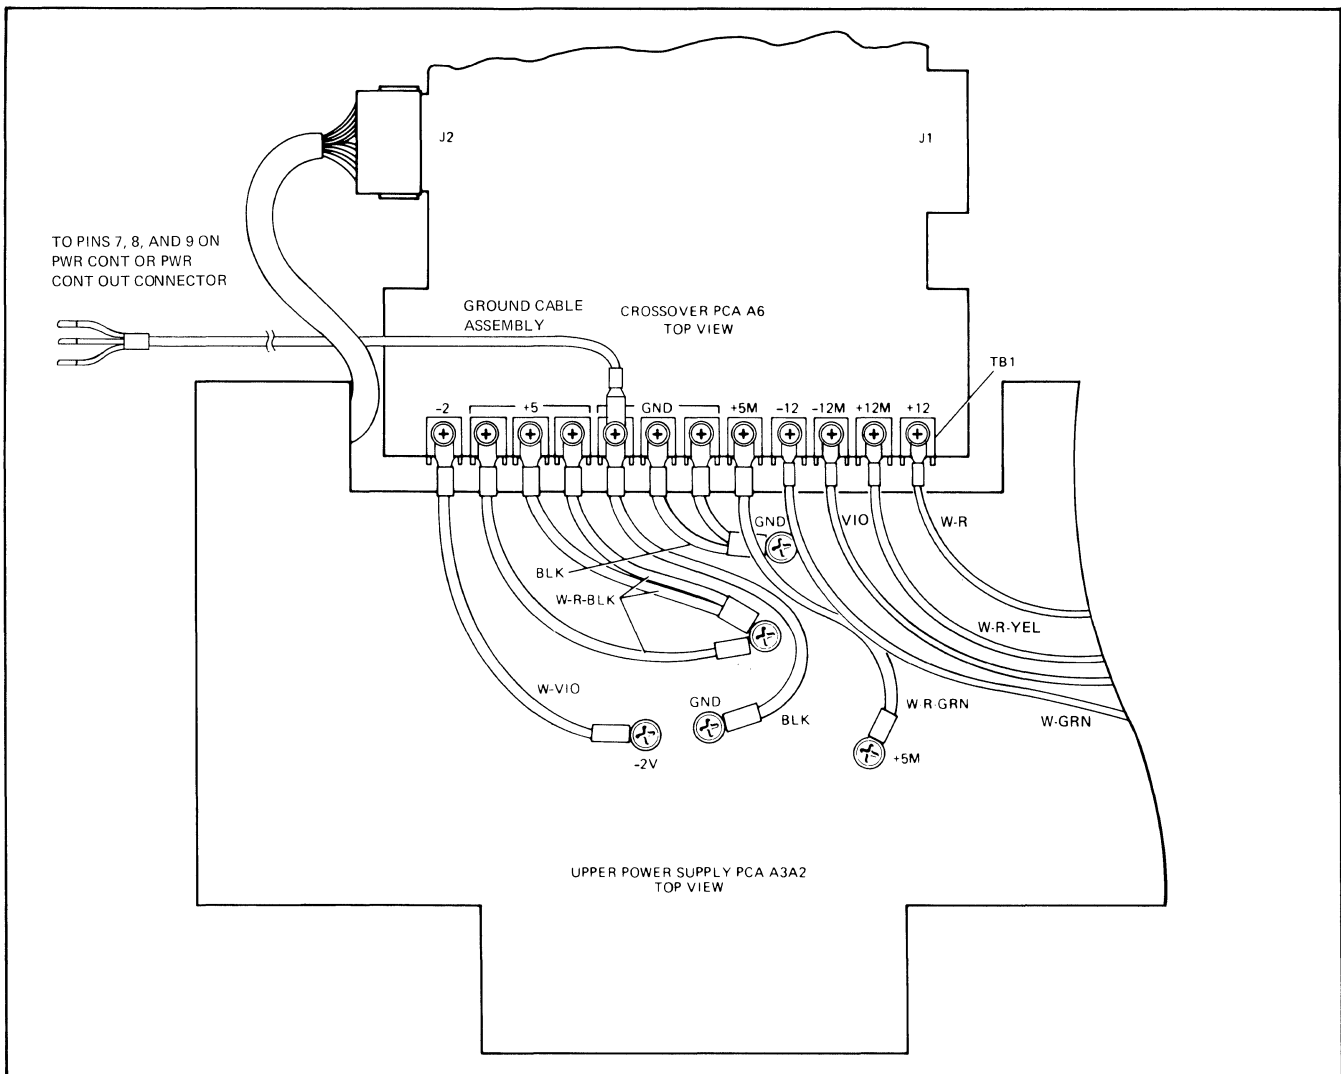 J2
J1
TO PINS 7, 8, AND 9 ON
PWR CONT OR PWR
CONT OUT CONNECTOR
GROUND CABLE
ASSEMBLY
CROSSOVER PCA A6
TOP VIEW
TB1
-2
+5
GND
+5M
-12
-12M
+12M
+12
GND
VIO
W-R
BLK
W-R-BLK
W-R-YEL
W-VIO
GND
BLK
W-R-GRN
W-GRN
-2V
+5M
UPPER POWER SUPPLY PCA A3A2
TOP VIEW